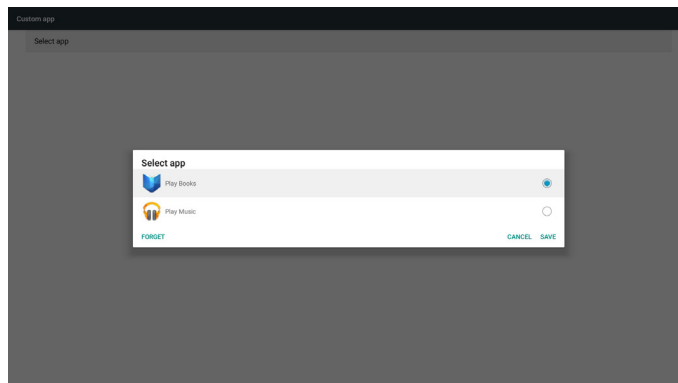 Custom app
Select app
Select app
Play Books
Play Music
FORGET CANCEL SAVE